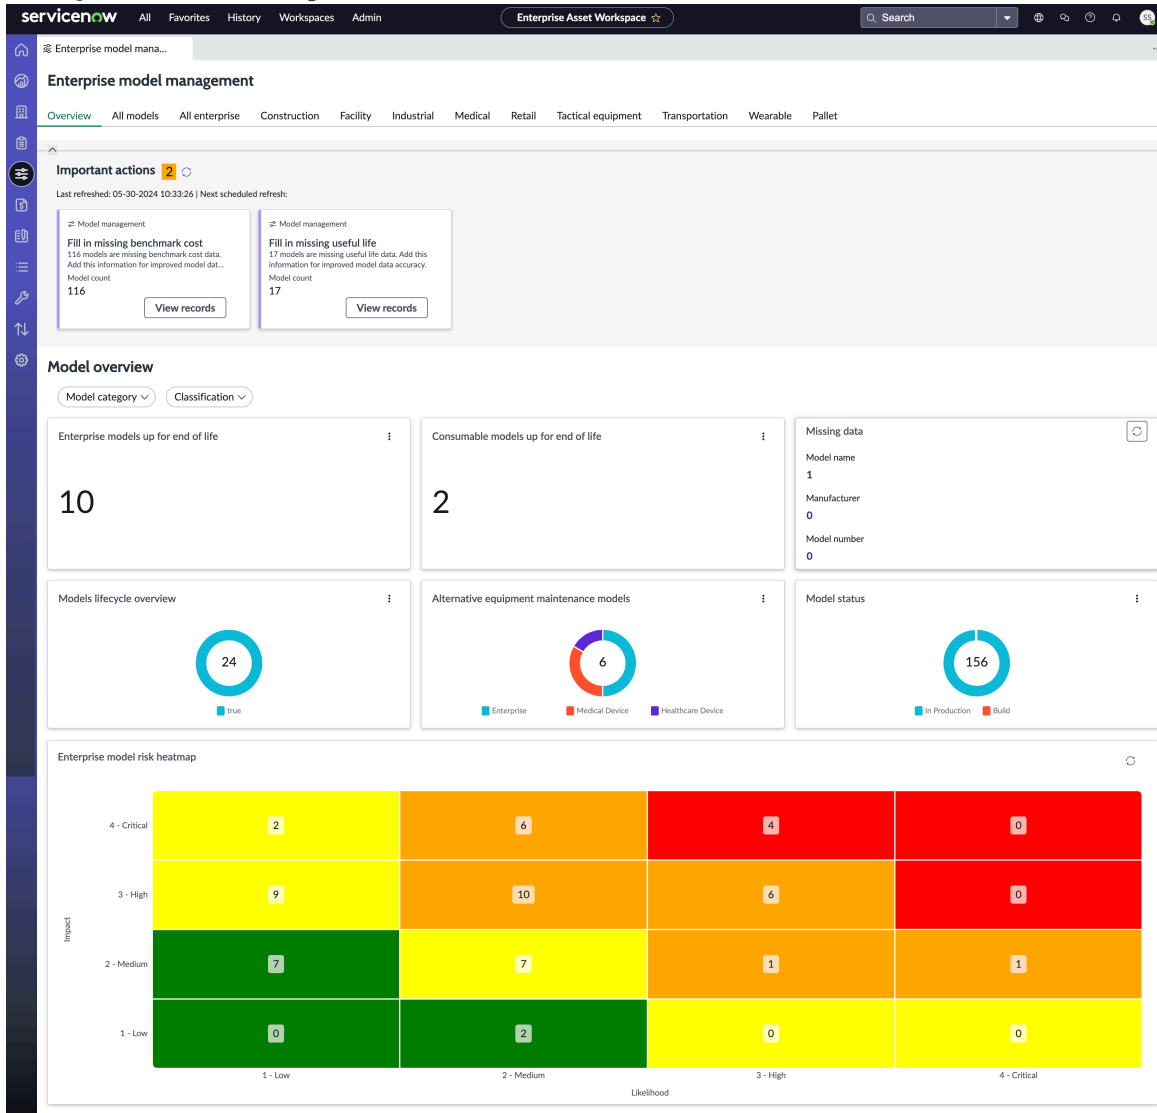 servicenow All Favorites History Workspaces Admin Enterprise Asset Workspace Search SS
Enterprise model mana...
Enterprise model management
Overview All models All enterprise Construction Facility Industrial Medical Retail Tactical equipment Transportation Wearable Pallet
Important actions 2
Last refreshed: 05-30-2024 10:33:26 | Next scheduled refresh:
Model management
Fill in missing benchmark cost
116 models are missing benchmark cost data.
Add this information for improved model dat...
Model count
116
View records
Model management
Fill in missing useful life
17 models are missing useful life data. Add this
information for improved model data accuracy.
Model count
17
View records
Model overview
Model category Classification
Enterprise models up for end of life
10
Consumable models up for end of life
2
Missing data
Model name
1
Manufacturer
0
Model number
0
Models lifecycle overview
24
true
Alternative equipment maintenance models
6
Enterprise Medical Device Healthcare Device
Model status
156
In Production Build
Enterprise model risk heatmap
Impact
4 - Critical 2 6 4 0
3 - High 9 10 6 0
2 - Medium 7 7 1 1
1 - Low 0 2 0 0
1 - Low 2 - Medium 3 - High 4 - Critical
Likelihood